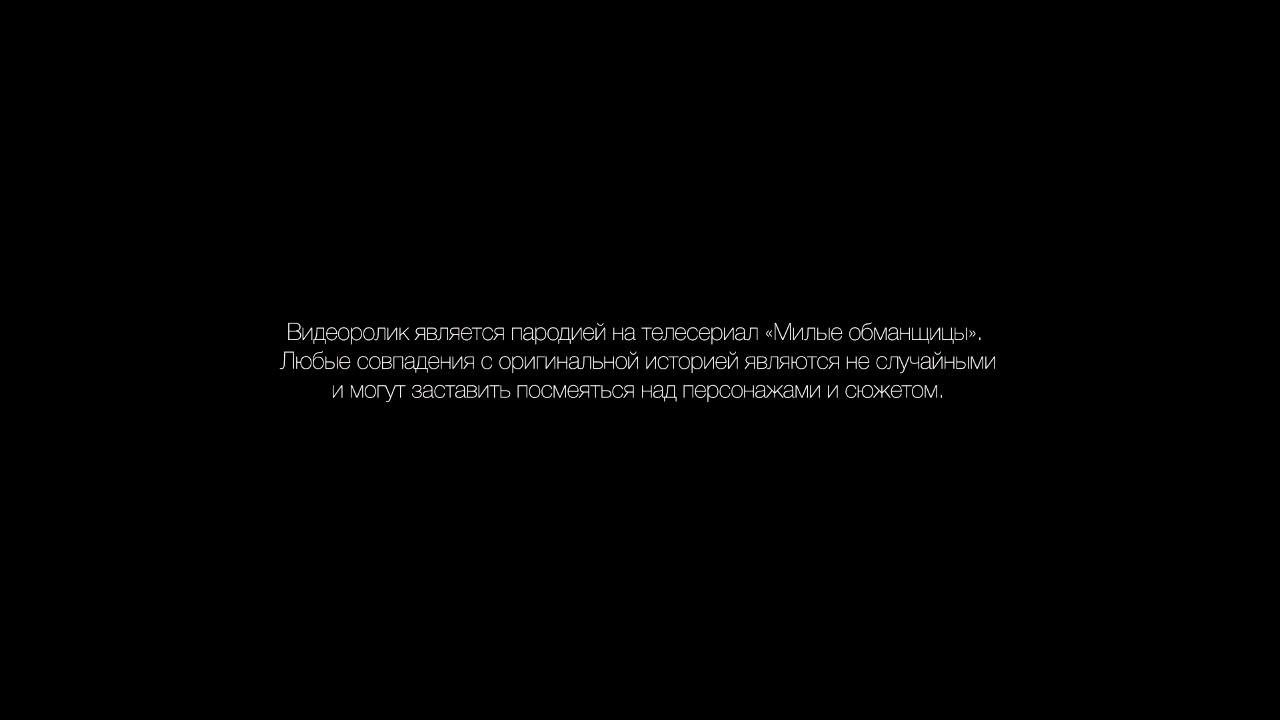 Видеоролик является пародией на телесериал «Милые обманщицы».
Любые совпадения с оригинальной историей являются не случайными
и могут заставить посмеяться над персонажами и сюжетом.